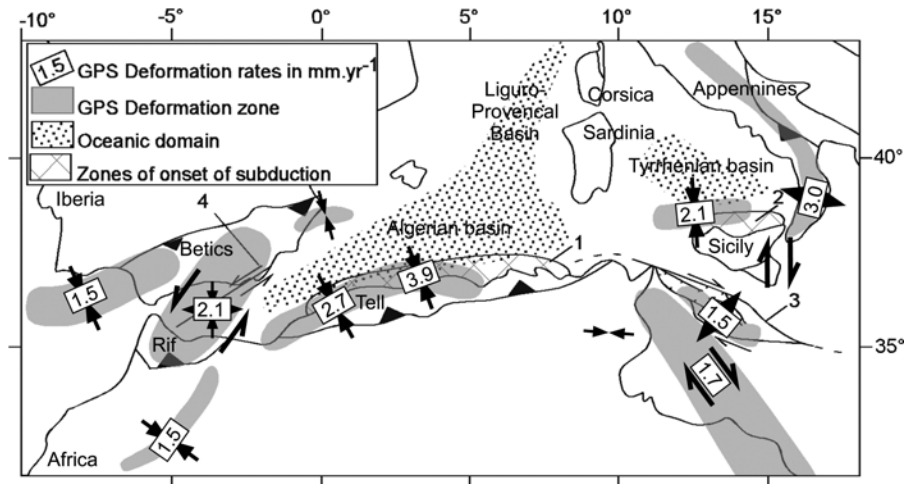 -10° -5° 0° 5° 10° 15°
1.5 GPS Deformation rates in mm.yr-1
GPS Deformation zone
Oceanic domain
Zones of onset of subduction
Liguro-
Provencal
Basin
Corsica
Appennines
Sardinia
40°
Tyrrhenian basin
Iberia
4
3.0
2.1
2
Algerian basin
Sicily
Betics
1
3.9
1.5
2.7
Tell
2.1
3
1.5
Rif
35°
1.7
1.5
Africa